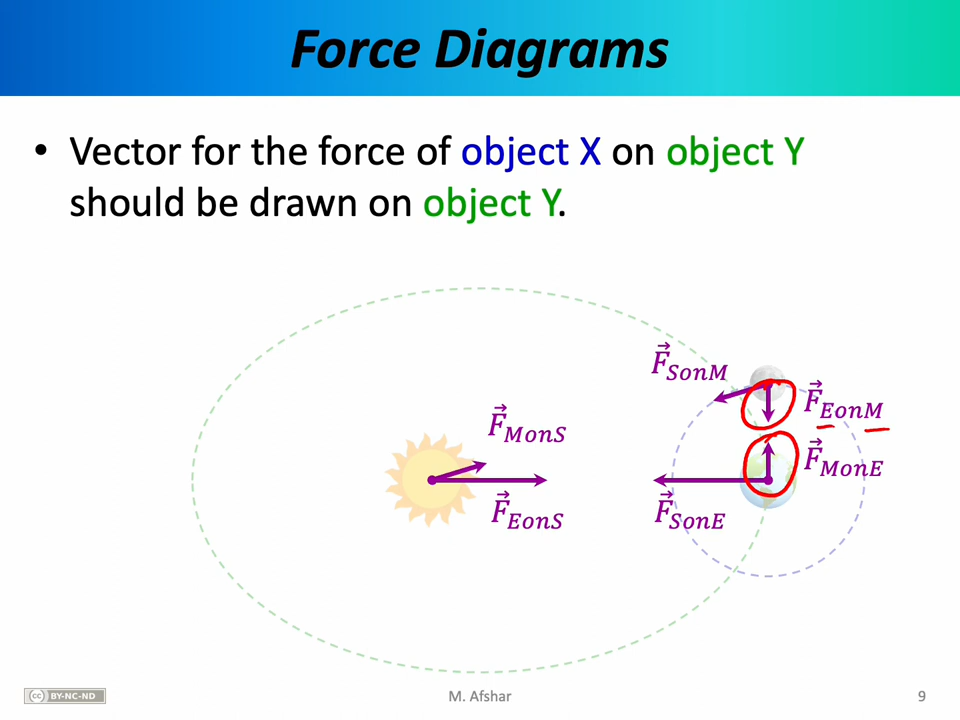 Force Diagrams
• Vector for the force of object X on object Y
should be drawn on object Y.
F⃗SonM
F⃗EonM
F⃗MonS
F⃗MonE
F⃗EonS
F⃗SonE
cc BY-NC-ND
M. Afshar
9